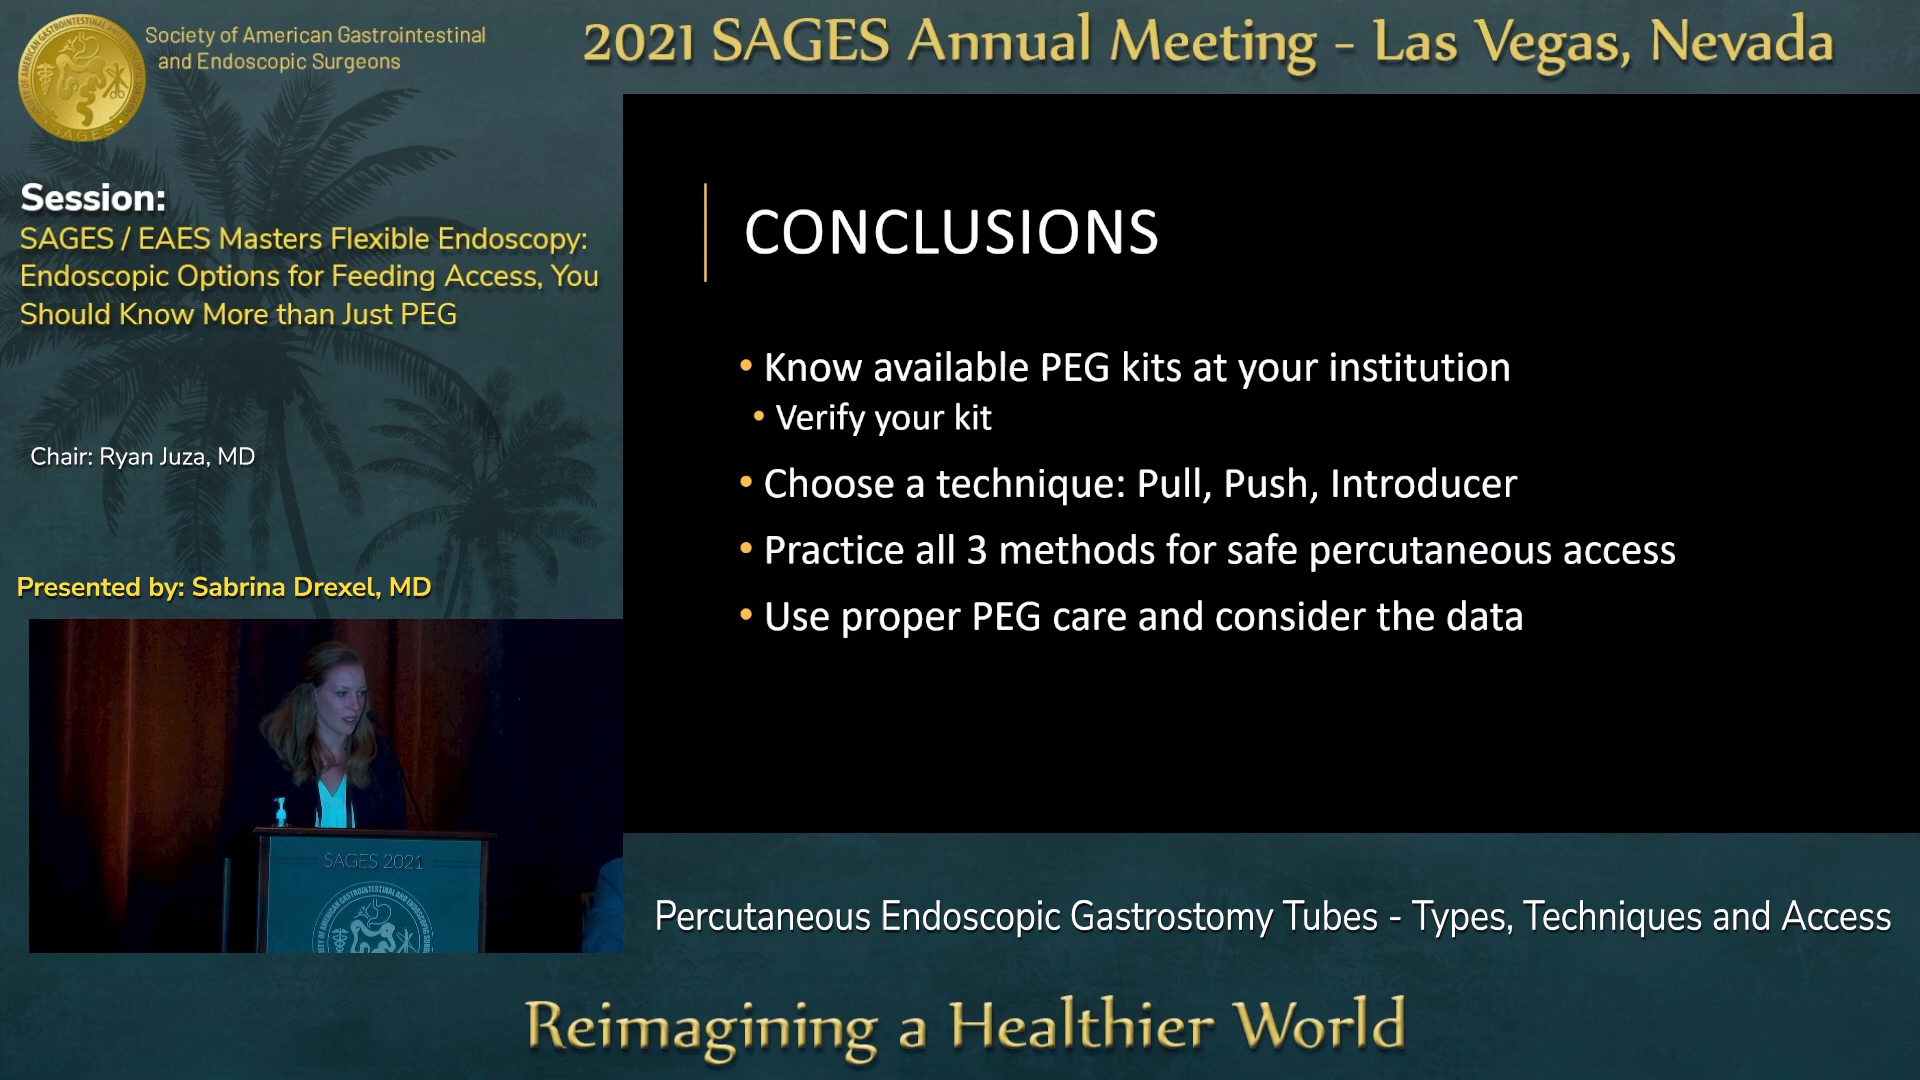 Society of American Gastrointestinal
and Endoscopic Surgeons
2021 SAGES Annual Meeting - Las Vegas, Nevada
SAGES
Session:
SAGES / EAES Masters Flexible Endoscopy:
Endoscopic Options for Feeding Access, You
Should Know More than Just PEG
Chair: Ryan Juza, MD
Presented by: Sabrina Drexel, MD
CONCLUSIONS
• Know available PEG kits at your institution
• Verify your kit
• Choose a technique: Pull, Push, Introducer
• Practice all 3 methods for safe percutaneous access
• Use proper PEG care and consider the data
SAGES 2021
Percutaneous Endoscopic Gastrostomy Tubes - Types, Techniques and Access
Reimagining a Healthier World